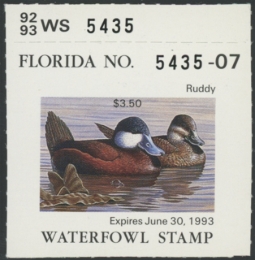 92
93 WS 5435
FLORIDA NO. 5435-07
Ruddy
$3.50
Expires June 30, 1993
WATERFOWL STAMP